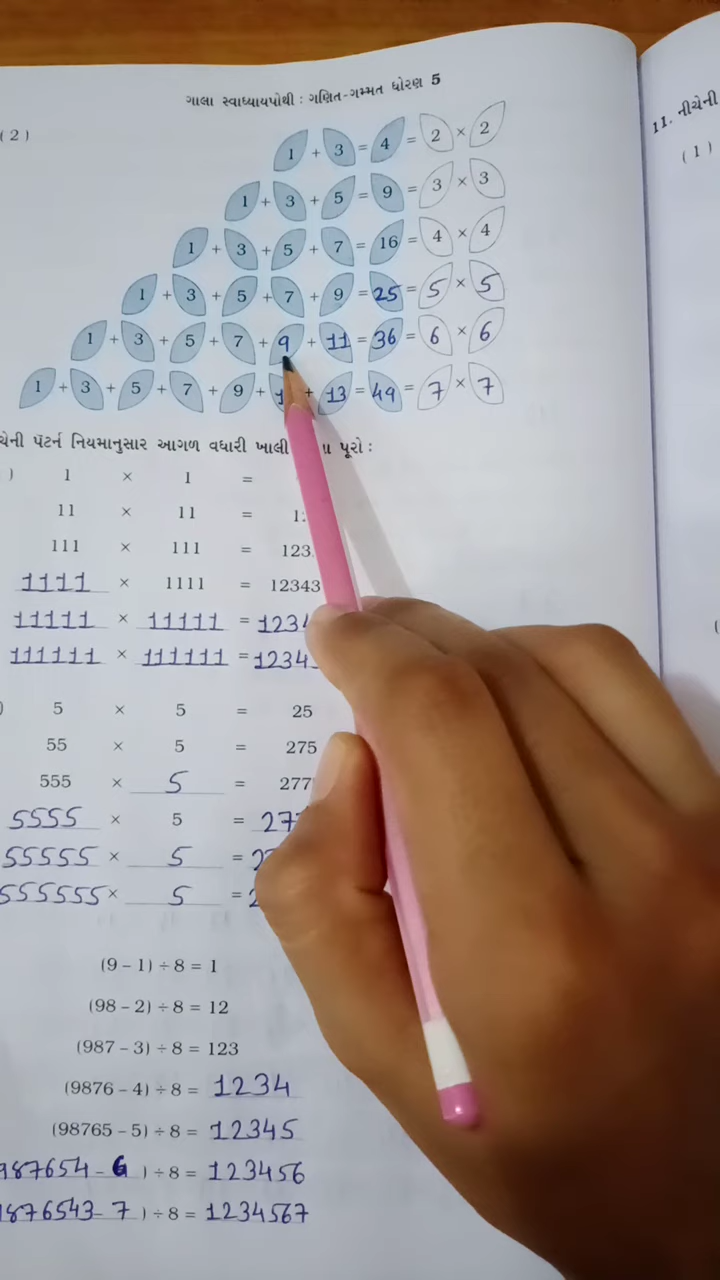 ગાલા સ્વાધ્યાયપોથી : ગણિત-ગમ્મત ધોરણ 5
(2)
1 + 3 = 4 = 2 × 2
1 + 3 + 5 = 9 = 3 × 3
1 + 3 + 5 + 7 = 16 = 4 × 4
1 + 3 + 5 + 7 + 9 = 25 = 5 × 5
1 + 3 + 5 + 7 + 9 + 11 = 36 = 6 × 6
1 + 3 + 5 + 7 + 9 + 1 + 13 = 49 = 7 × 7
પૅટર્ન નિયમાનુસાર આગળ વધારી ખાલી પૂરો :
) 1 × 1 =
11 × 11 = 1
111 × 111 = 123
1111 × 1111 = 12343
11111 × 11111 = 1234
111111 × 111111 = 1234
) 5 × 5 = 25
55 × 5 = 275
555 × 5 = 277
5555 × 5 = 27
55555 × 5 = 2
555555 × 5 = 2
(9 – 1) ÷ 8 = 1
(98 – 2) ÷ 8 = 12
(987 – 3) ÷ 8 = 123
(9876 – 4) ÷ 8 = 1234
(98765 – 5) ÷ 8 = 12345
987654 - 6 ) ÷ 8 = 123456
9876543 - 7 ) ÷ 8 = 1234567
11. નીચેની
(1)